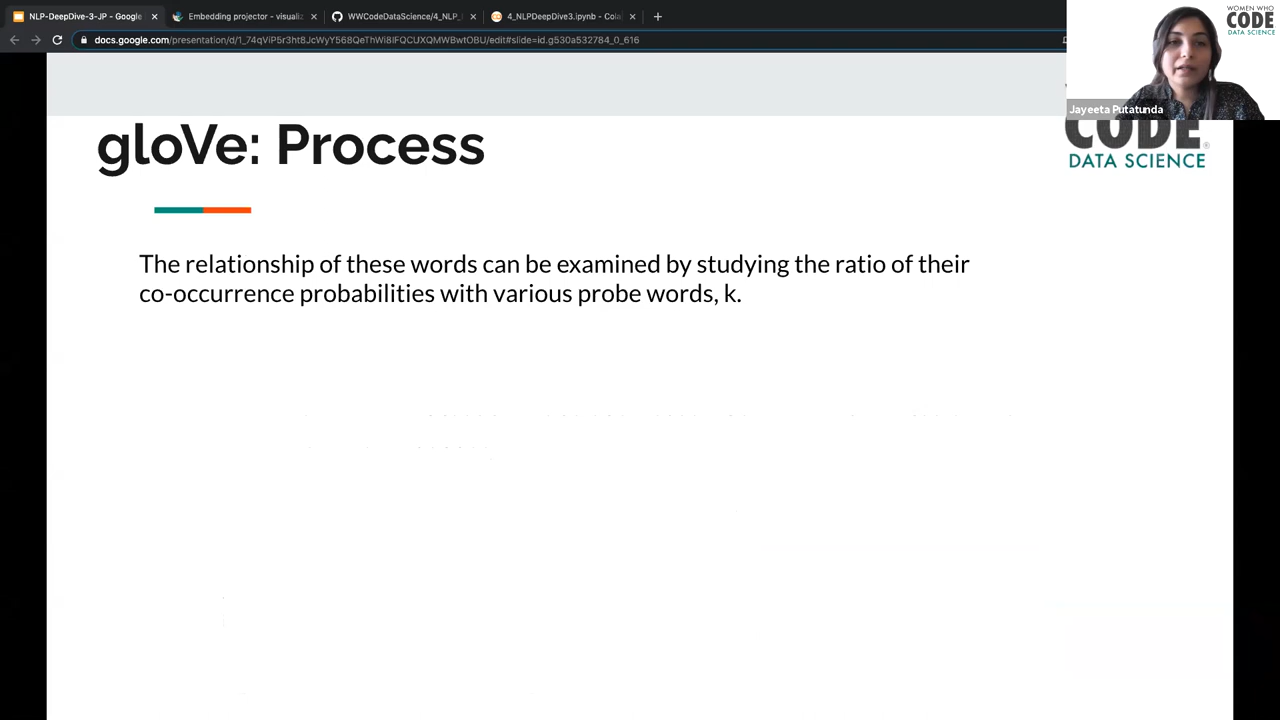 NLP-DeepDive-3-JP - Google
Embedding projector - visualiz
WWCodeDataScience/4_NLP_
4_NLPDeepDive3.ipynb - Cola
docs.google.com/presentation/d/1_74qViP5r3ht8JcWyY568QeThWi8IFQCUXQMWBwtOBU/edit#slide=id.g530a532784_0_616
WOMEN WHO
CODE
DATA SCIENCE
Jayeeta Putatunda
gloVe: Process
CODE
DATA SCIENCE
The relationship of these words can be examined by studying the ratio of their
co-occurrence probabilities with various probe words, k.